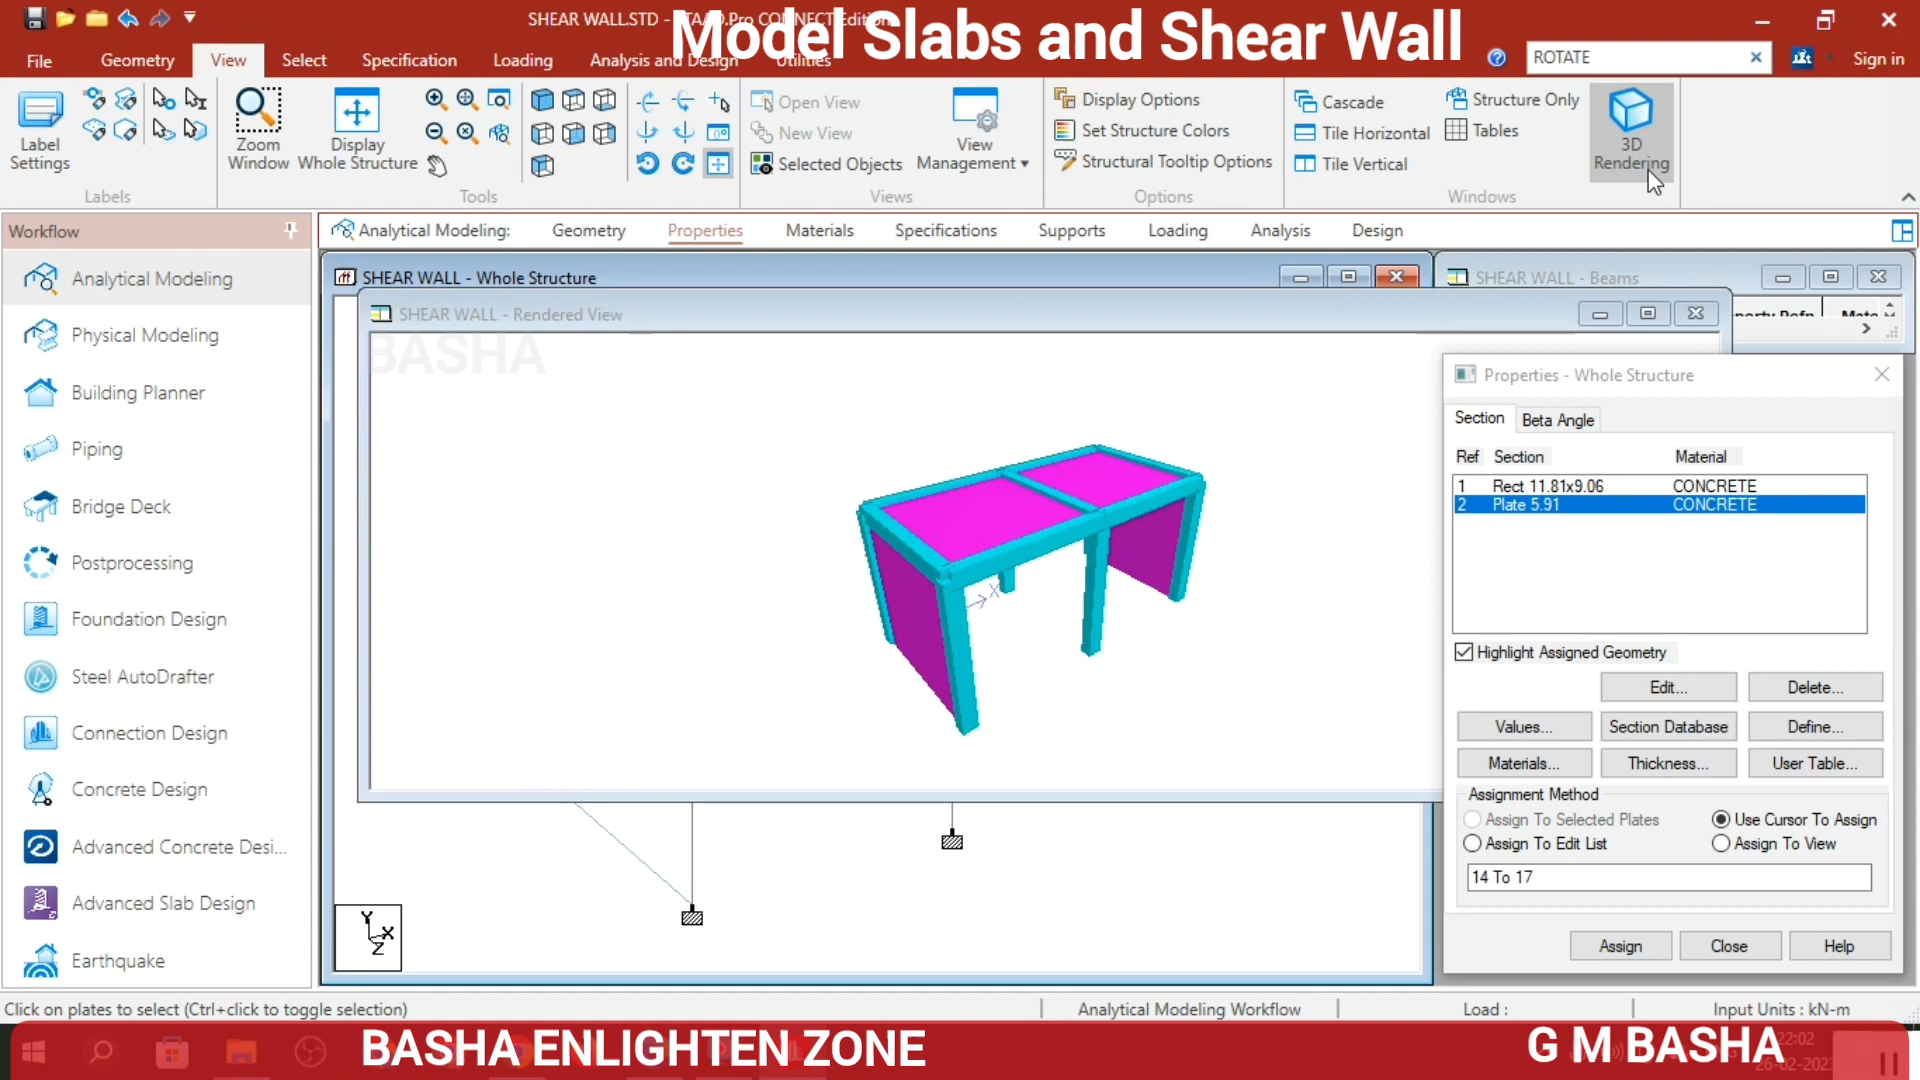 SHEAR WALL.STD -
Model Slabs and Shear Wall
ROTATE
Sign in
File
Geometry
View
Select
Specification
Loading
Analysis and Design
Utilities
Label
Settings
Labels
Zoom
Window
Display
Whole Structure
Tools
Open View
New View
Selected Objects
View
Management
Views
Display Options
Set Structure Colors
Structural Tooltip Options
Options
Cascade
Tile Horizontal
Tile Vertical
Structure Only
Tables
Windows
3D
Rendering
Workflow
Analytical Modeling:
Geometry
Properties
Materials
Specifications
Supports
Loading
Analysis
Design
Analytical Modeling
Physical Modeling
Building Planner
Piping
Bridge Deck
Postprocessing
Foundation Design
Steel AutoDrafter
Connection Design
Concrete Design
Advanced Concrete Desi...
Advanced Slab Design
Earthquake
SHEAR WALL - Whole Structure
SHEAR WALL - Beams
SHEAR WALL - Rendered View
BASHA
X
Y
X
Z
Properties - Whole Structure
Section
Beta Angle
Ref Section Material
1 Rect 11.81x9.06 CONCRETE
2 Plate 5.91 CONCRETE
Highlight Assigned Geometry
Edit...
Delete...
Values...
Section Database
Define...
Materials...
Thickness...
User Table...
Assignment Method
Assign To Selected Plates
Use Cursor To Assign
Assign To Edit List
Assign To View
14 To 17
Assign
Close
Help
Click on plates to select (Ctrl+click to toggle selection)
Analytical Modeling Workflow
Load :
Input Units : kN-m
BASHA ENLIGHTEN ZONE
G M BASHA
22:02